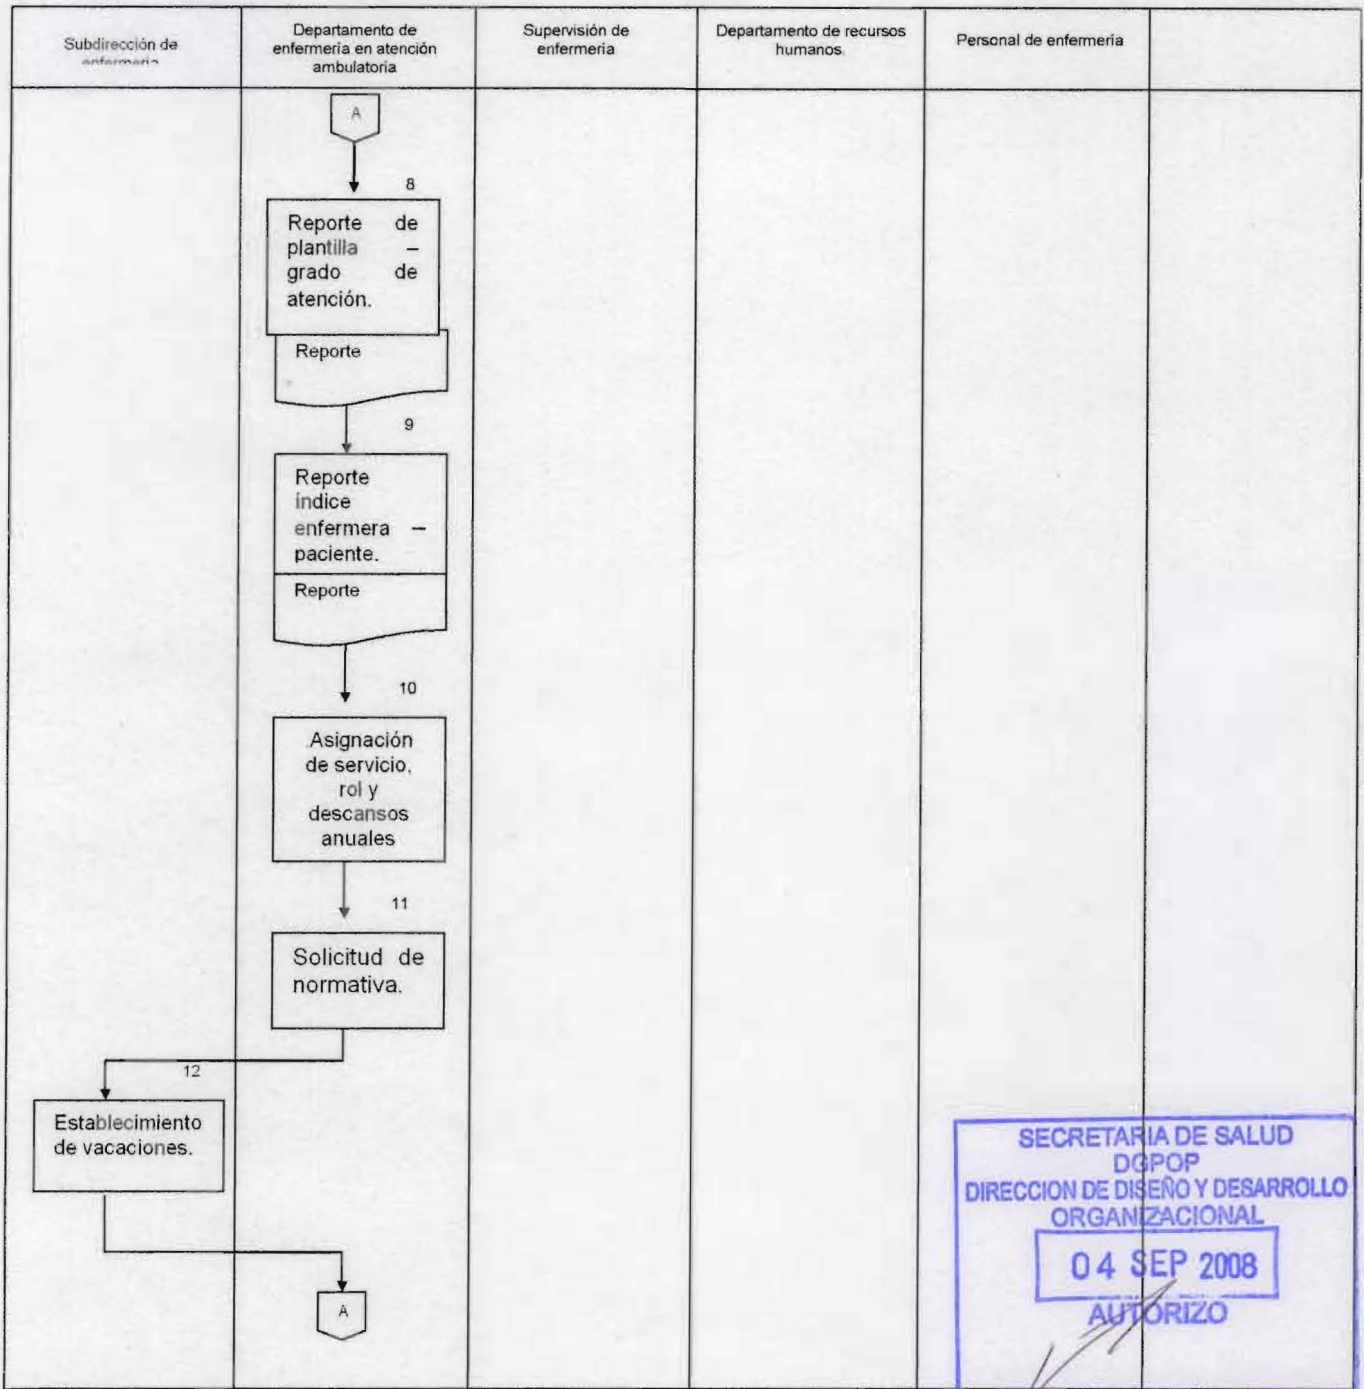 Subdirección de
enfermería
Departamento de
enfermería en atención
ambulatoria
Supervisión de
enfermería
Departamento de recursos
humanos.
Personal de enfermería
A
8
Reporte de
plantilla –
grado de
atención.
Reporte
9
Reporte
índice
enfermera –
paciente.
Reporte
10
Asignación
de servicio,
rol y
descansos
anuales
11
Solicitud de
normativa.
12
Establecimiento
de vacaciones.
A
SECRETARIA DE SALUD
DGPOP
DIRECCION DE DISEÑO Y DESARROLLO
ORGANIZACIONAL
04 SEP 2008
AUTORIZO